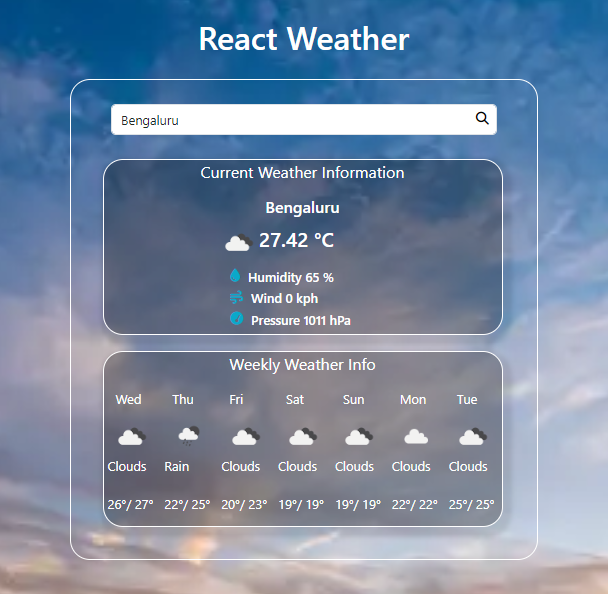 React Weather
Bengaluru
Current Weather Information
Bengaluru
27.42 °C
Humidity 65 %
Wind 0 kph
Pressure 1011 hPa
Weekly Weather Info
Wed Thu Fri Sat Sun Mon Tue
Clouds Rain Clouds Clouds Clouds Clouds Clouds
26°/ 27° 22°/ 25° 20°/ 23° 19°/ 19° 19°/ 19° 22°/ 22° 25°/ 25°